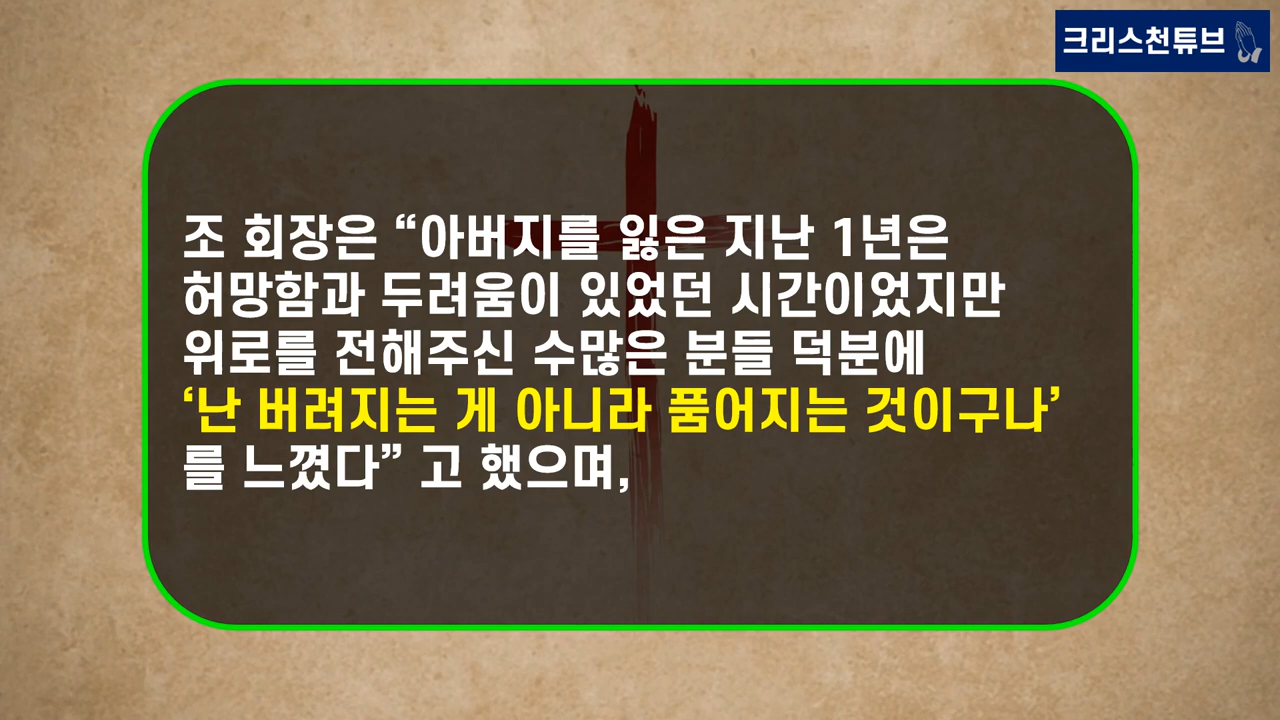 크리스천튜브
조 회장은 “아버지를 잃은 지난 1년은
허망함과 두려움이 있었던 시간이었지만
위로를 전해주신 수많은 분들 덕분에
‘난 버려지는 게 아니라 품어지는 것이구나’
를 느꼈다” 고 했으며,